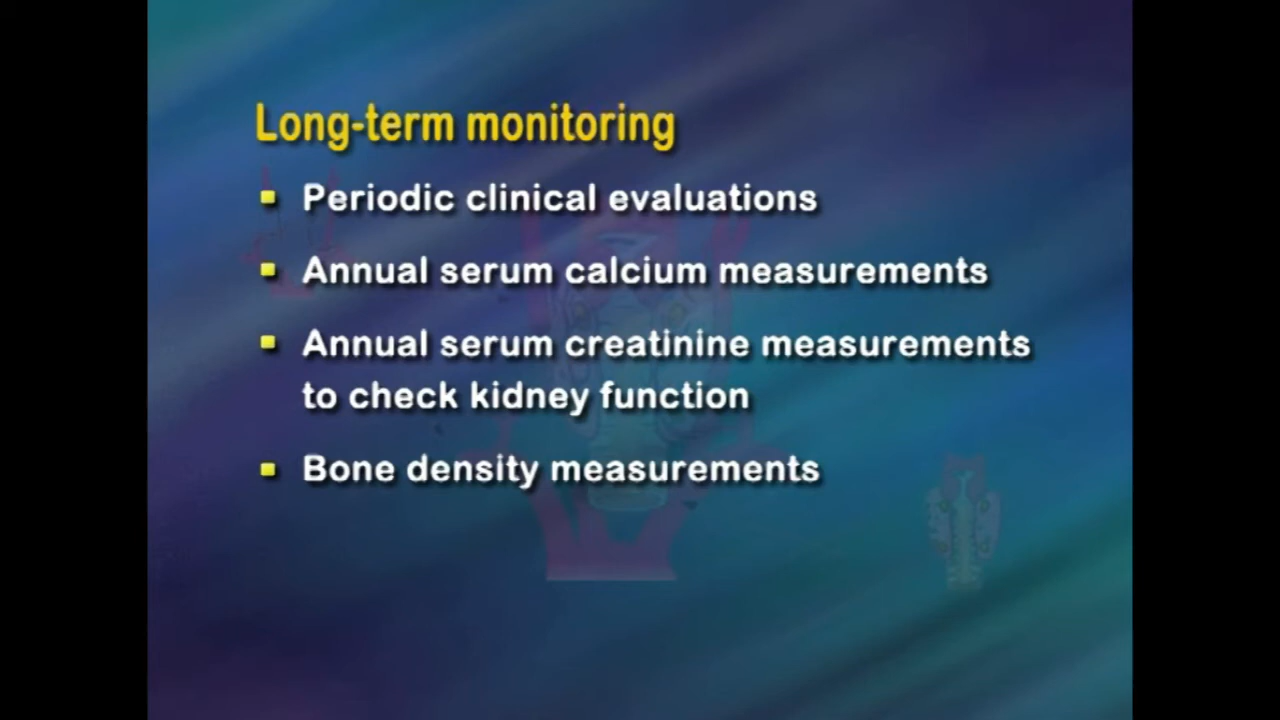 Long-term monitoring
Periodic clinical evaluations
Annual serum calcium measurements
Annual serum creatinine measurements
to check kidney function
Bone density measurements